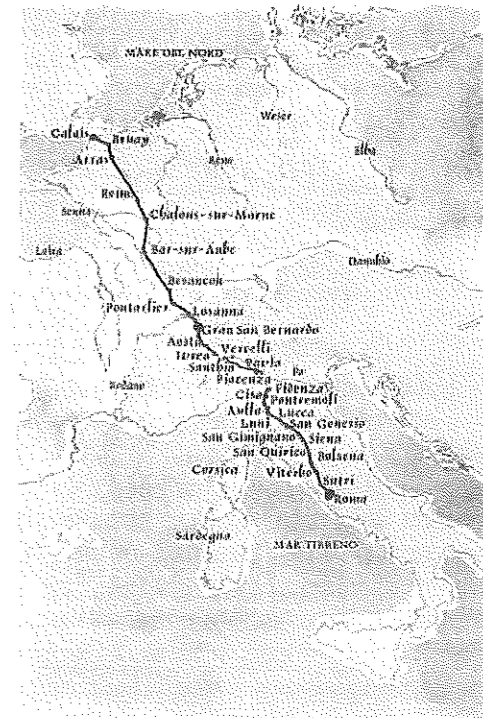 MARE DEL NORD
Weser
Calais
Bruay
Elba
Arras
Reno
Reims
Senna
Chalons-sur-Marne
Loira
Bar-sur-Aube
Danubio
Besancon
Pontarlier
Losanna
Gran San Bernardo
Aosta
Ivrea
Vercelli
Santhia
Pavia
Po
Piacenza
Fidenza
Rodano
Cisa
Pontremoli
Aulla
Lucca
Luni
San Genesio
San Gimignano
Siena
San Quirico
Bolsena
Corsica
Viterbo
Sutri
Roma
Sardegna
MAR TIRRENO